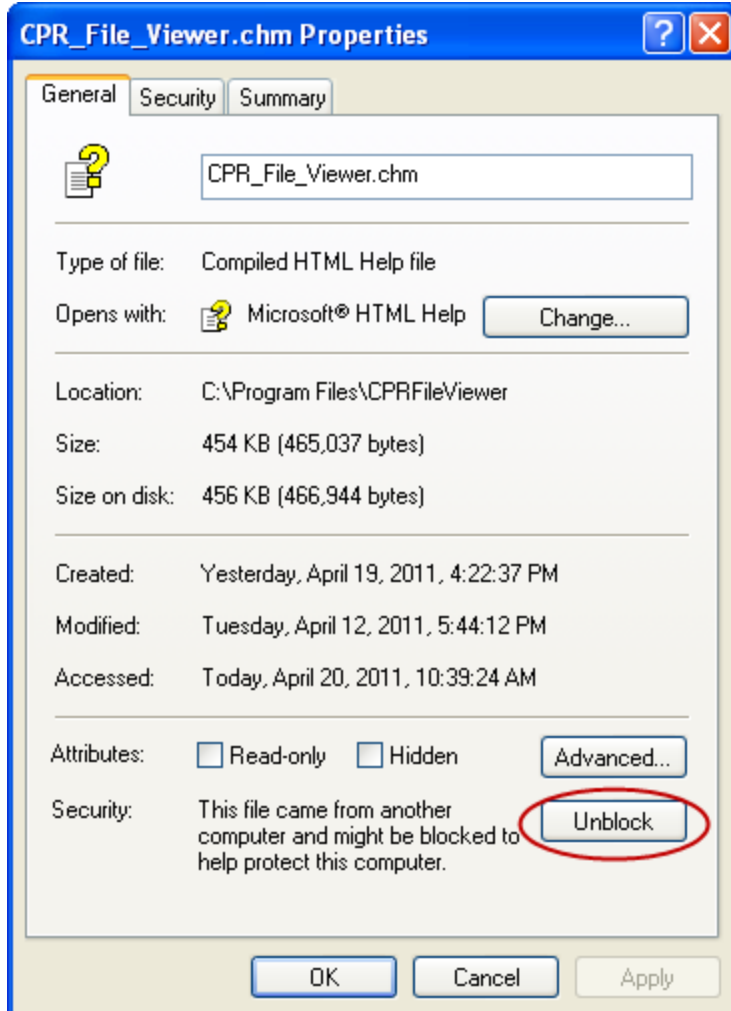 CPR_File_Viewer.chm Properties
?
General Security Summary
CPR_File_Viewer.chm
Type of file: Compiled HTML Help file
Opens with: Microsoft® HTML Help Change...
Location: C:\Program Files\CPRFileViewer
Size: 454 KB (465,037 bytes)
Size on disk: 456 KB (466,944 bytes)
Created: Yesterday, April 19, 2011, 4:22:37 PM
Modified: Tuesday, April 12, 2011, 5:44:12 PM
Accessed: Today, April 20, 2011, 10:39:24 AM
Attributes: Read-only Hidden Advanced...
Security: This file came from another
computer and might be blocked to
help protect this computer.
Unblock
OK Cancel Apply